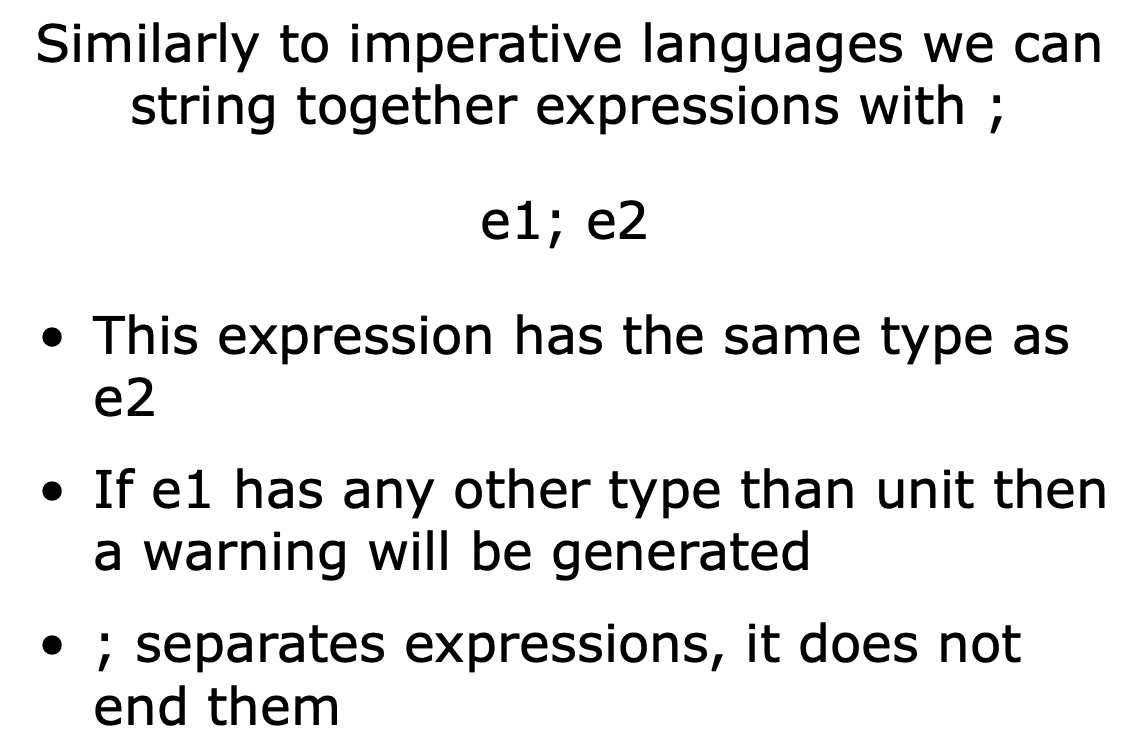 Similarly to imperative languages we can
string together expressions with ;
e1; e2
• This expression has the same type as
e2
• If e1 has any other type than unit then
a warning will be generated
• ; separates expressions, it does not
end them